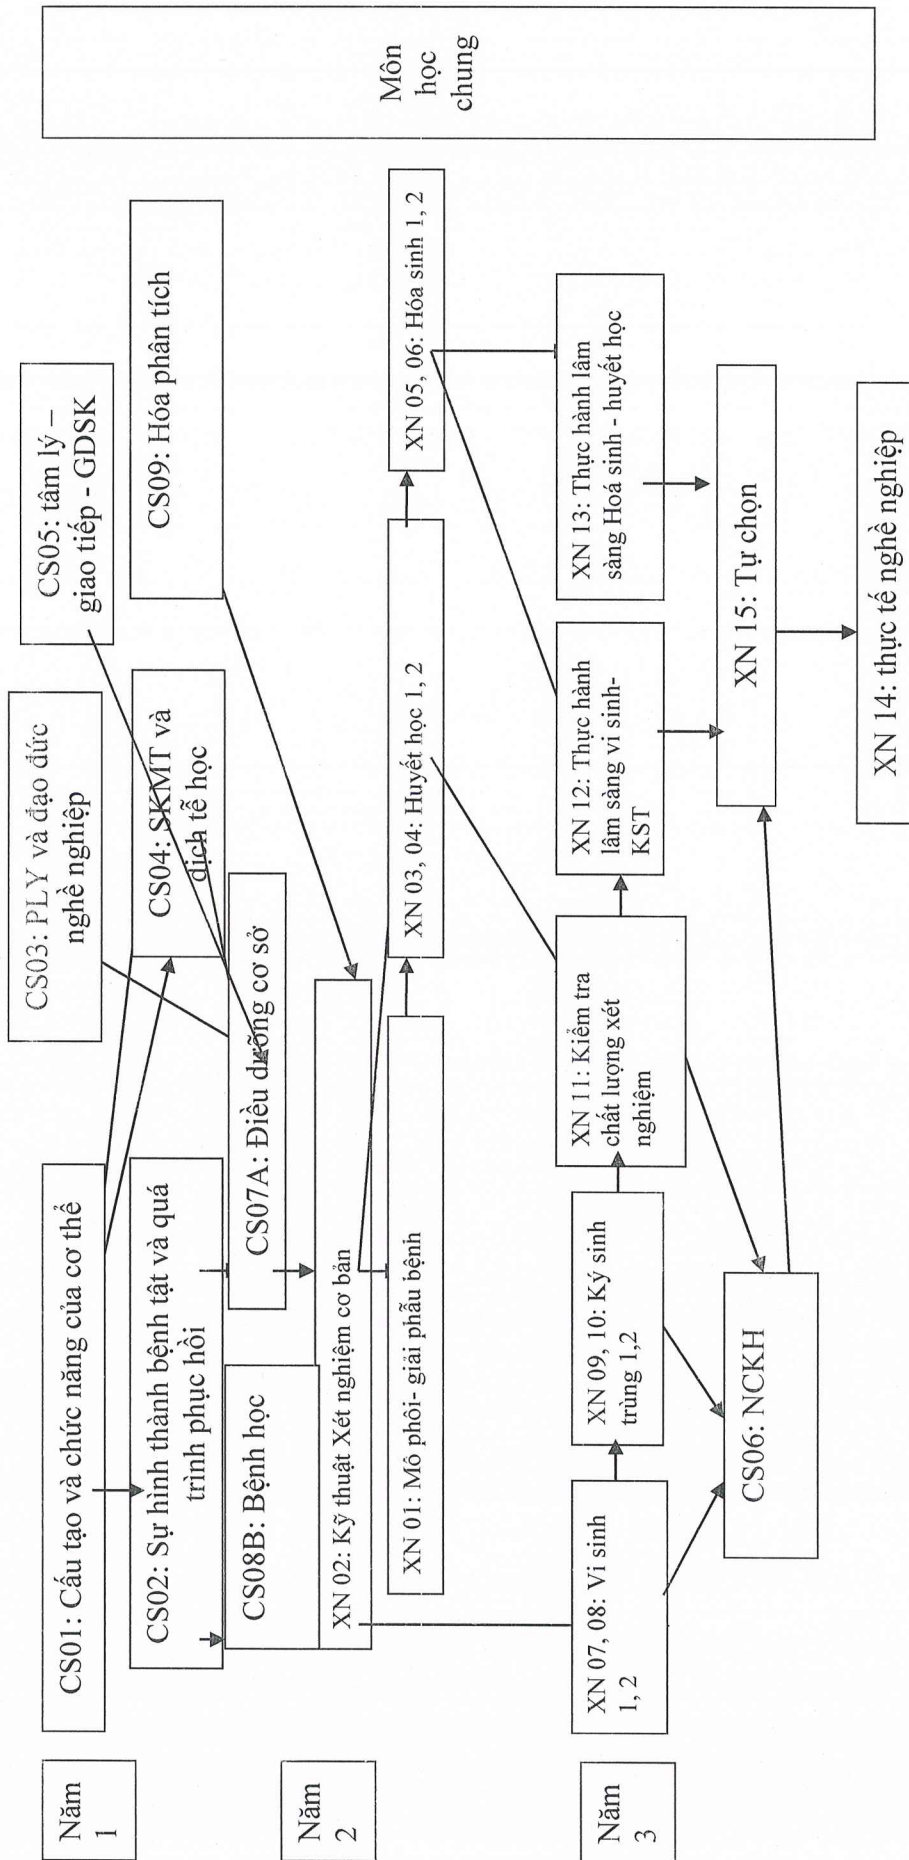 Năm
1
CS01: Cấu tạo và chức năng của cơ thể
CS03: PLY và đạo đức
nghề nghiệp
CS05: tâm lý –
giao tiếp - GDSK
Môn
học
chung
CS02: Sự hình thành bệnh tật và quá
trình phục hồi
CS04: SKMT và
dịch tễ học
CS09: Hóa phân tích
Năm
2
CS08B: Bệnh học
CS07A: Điều dưỡng cơ sở
XN 02: Kỹ thuật Xét nghiệm cơ bản
XN 01: Mô phôi- giải phẫu bệnh
XN 03, 04: Huyết học 1, 2
XN 05, 06: Hóa sinh 1, 2
Năm
3
XN 07, 08: Vi sinh
1, 2
XN 09, 10: Ký sinh
trùng 1,2
XN 11: Kiểm tra
chất lượng xét
nghiệm
XN 12: Thực hành
lâm sàng vi sinh-
KST
XN 13: Thực hành lâm
sàng Hoá sinh - huyết học
CS06: NCKH
XN 15: Tự chọn
XN 14: thực tế nghề nghiệp